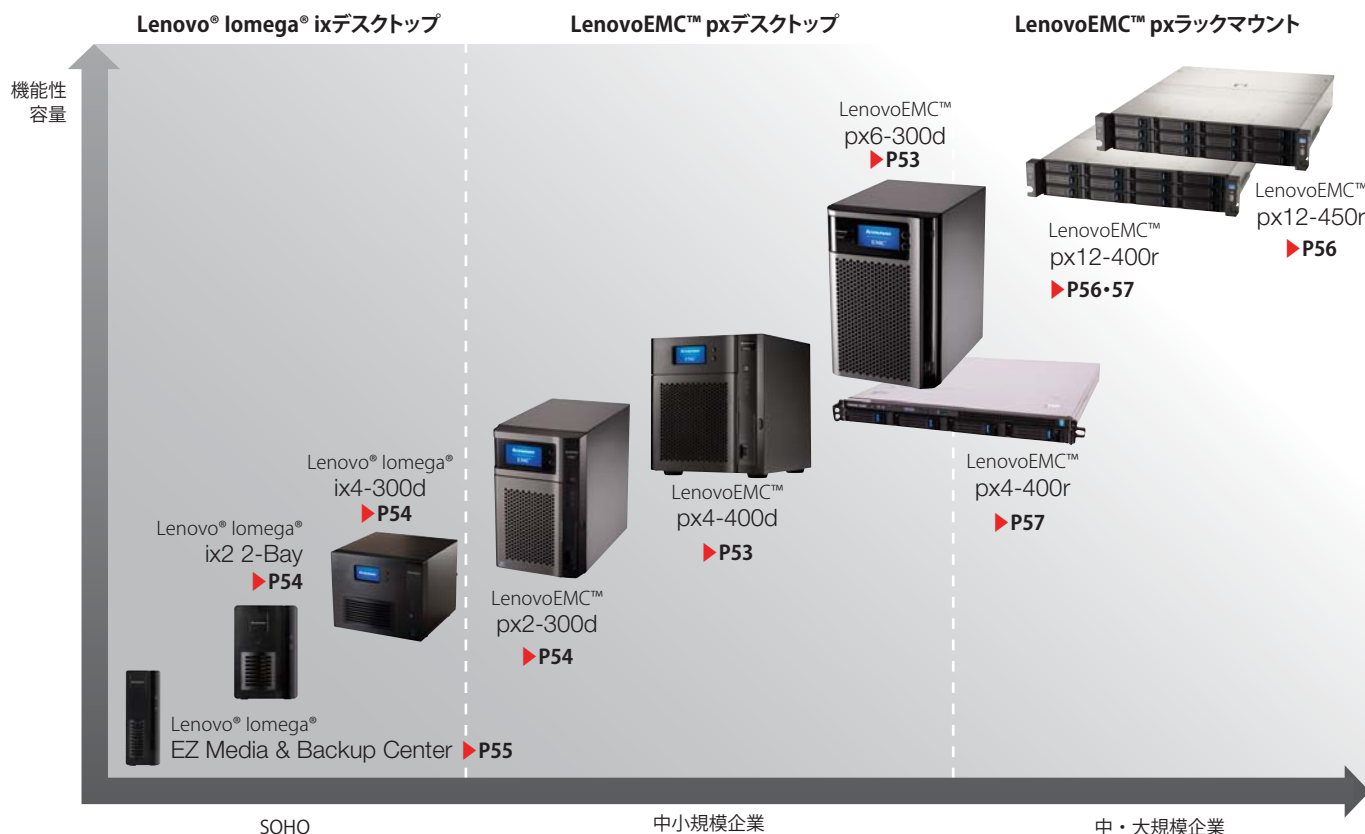 Lenovo® Iomega® ixデスクトップ
LenovoEMC™ pxデスクトップ
LenovoEMC™ pxラックマウント
機能性
容量
LenovoEMC™
px6-300d
▶P53
LenovoEMC™
px12-450r
▶P56
LenovoEMC™
px12-400r
▶P56・57
LenovoEMC™
px4-400r
▶P57
LenovoEMC™
px4-400d
▶P53
Lenovo® Iomega®
ix4-300d
▶P54
Lenovo® Iomega®
ix2 2-Bay
▶P54
LenovoEMC™
px2-300d
▶P54
Lenovo® Iomega®
EZ Media & Backup Center ▶P55
SOHO
中小規模企業
中・大規模企業